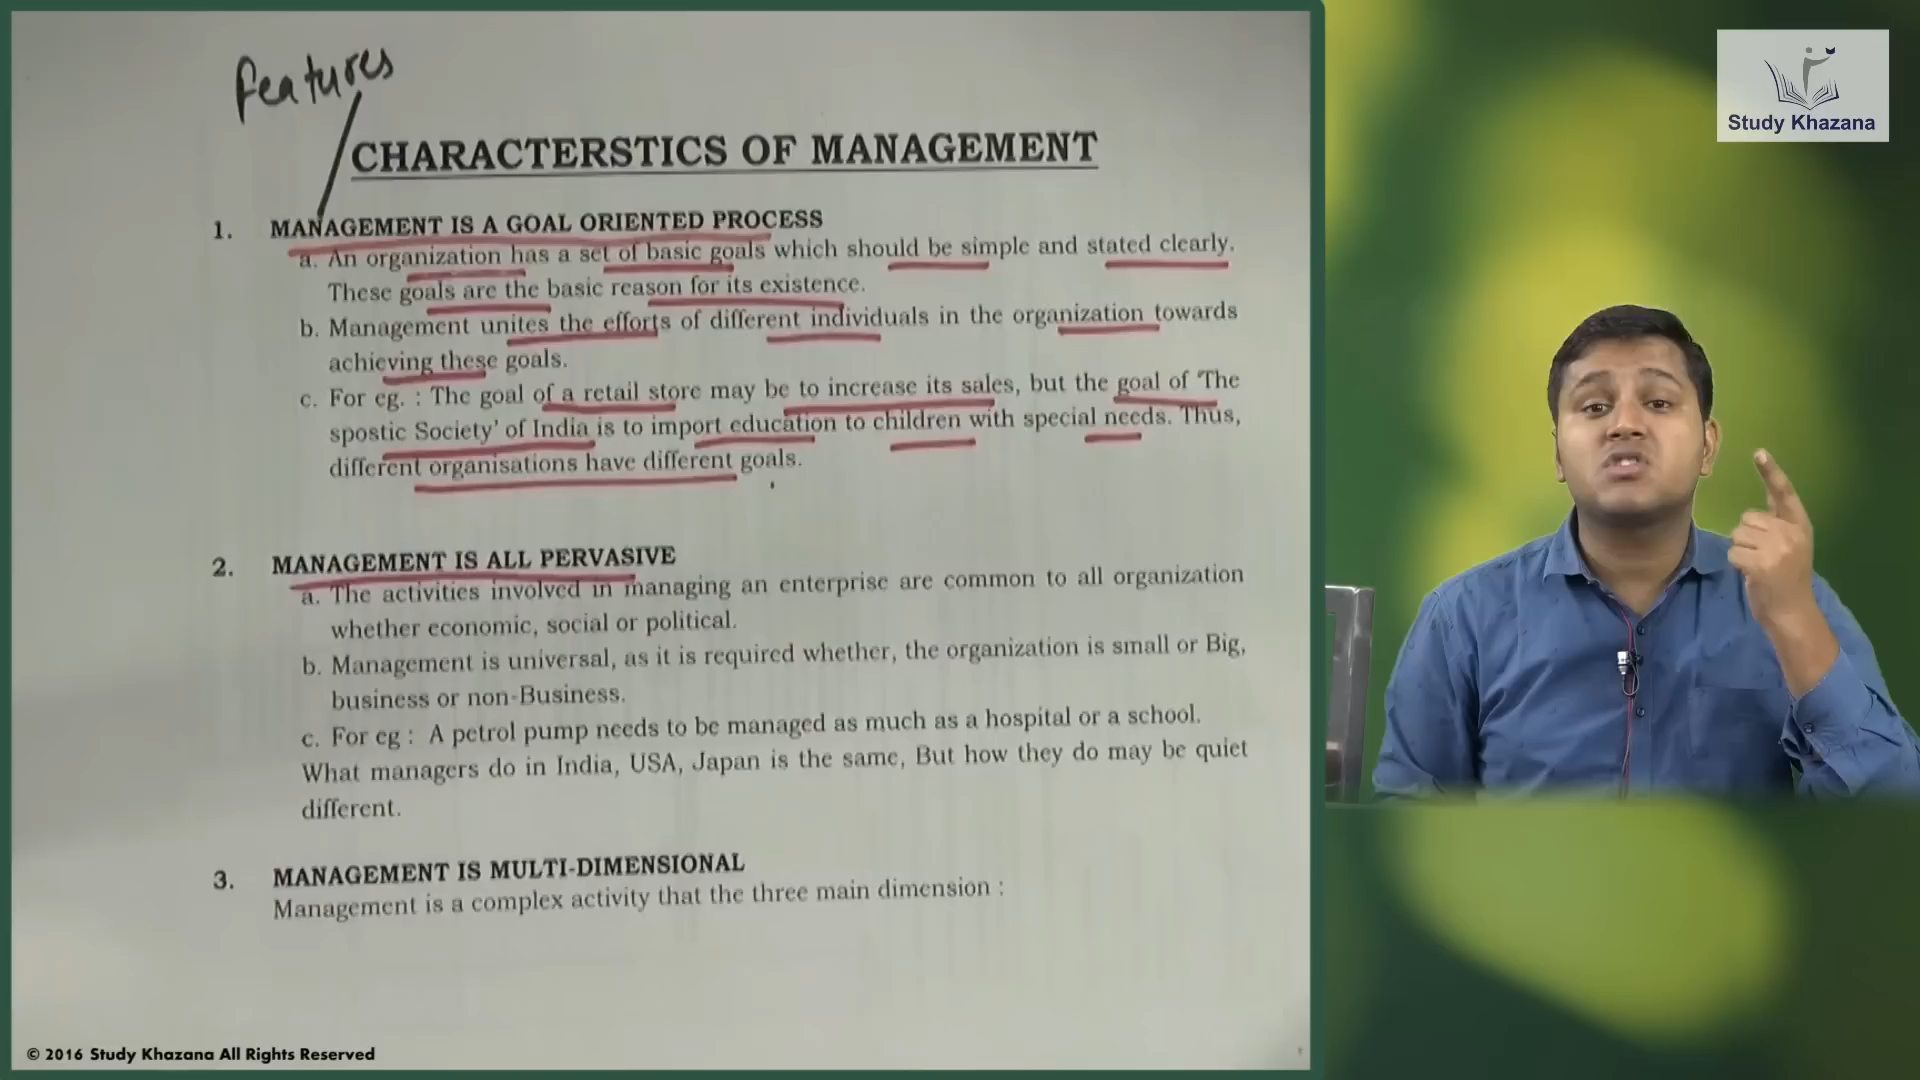 Features
CHARACTERSTICS OF MANAGEMENT
1. MANAGEMENT IS A GOAL ORIENTED PROCESS
a. An organization has a set of basic goals which should be simple and stated clearly.
These goals are the basic reason for its existence.
b. Management unites the efforts of different individuals in the organization towards
achieving these goals.
c. For eg. : The goal of a retail store may be to increase its sales, but the goal of 'The
spostic Society' of India is to import education to children with special needs. Thus,
different organisations have different goals.
2. MANAGEMENT IS ALL PERVASIVE
a. The activities involved in managing an enterprise are common to all organization
whether economic, social or political.
b. Management is universal, as it is required whether, the organization is small or Big,
business or non-Business.
c. For eg : A petrol pump needs to be managed as much as a hospital or a school.
What managers do in India, USA, Japan is the same, But how they do may be quiet
different.
3. MANAGEMENT IS MULTI-DIMENSIONAL
Management is a complex activity that the three main dimension :
© 2016 Study Khazana All Rights Reserved
Study Khazana